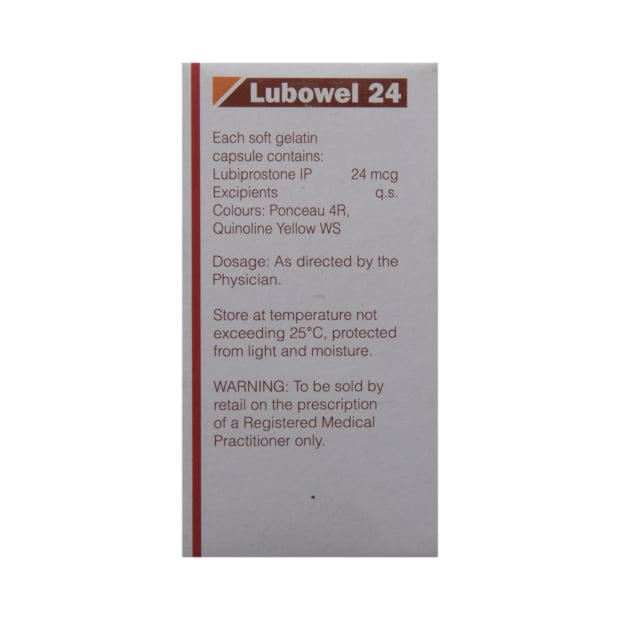 Lubowel 24
Each soft gelatin
capsule contains:
Lubiprostone IP 24 mcg
Excipients q.s.
Colours: Ponceau 4R,
Quinoline Yellow WS
Dosage: As directed by the
Physician.
Store at temperature not
exceeding 25°C, protected
from light and moisture.
WARNING: To be sold by
retail on the prescription
of a Registered Medical
Practitioner only.